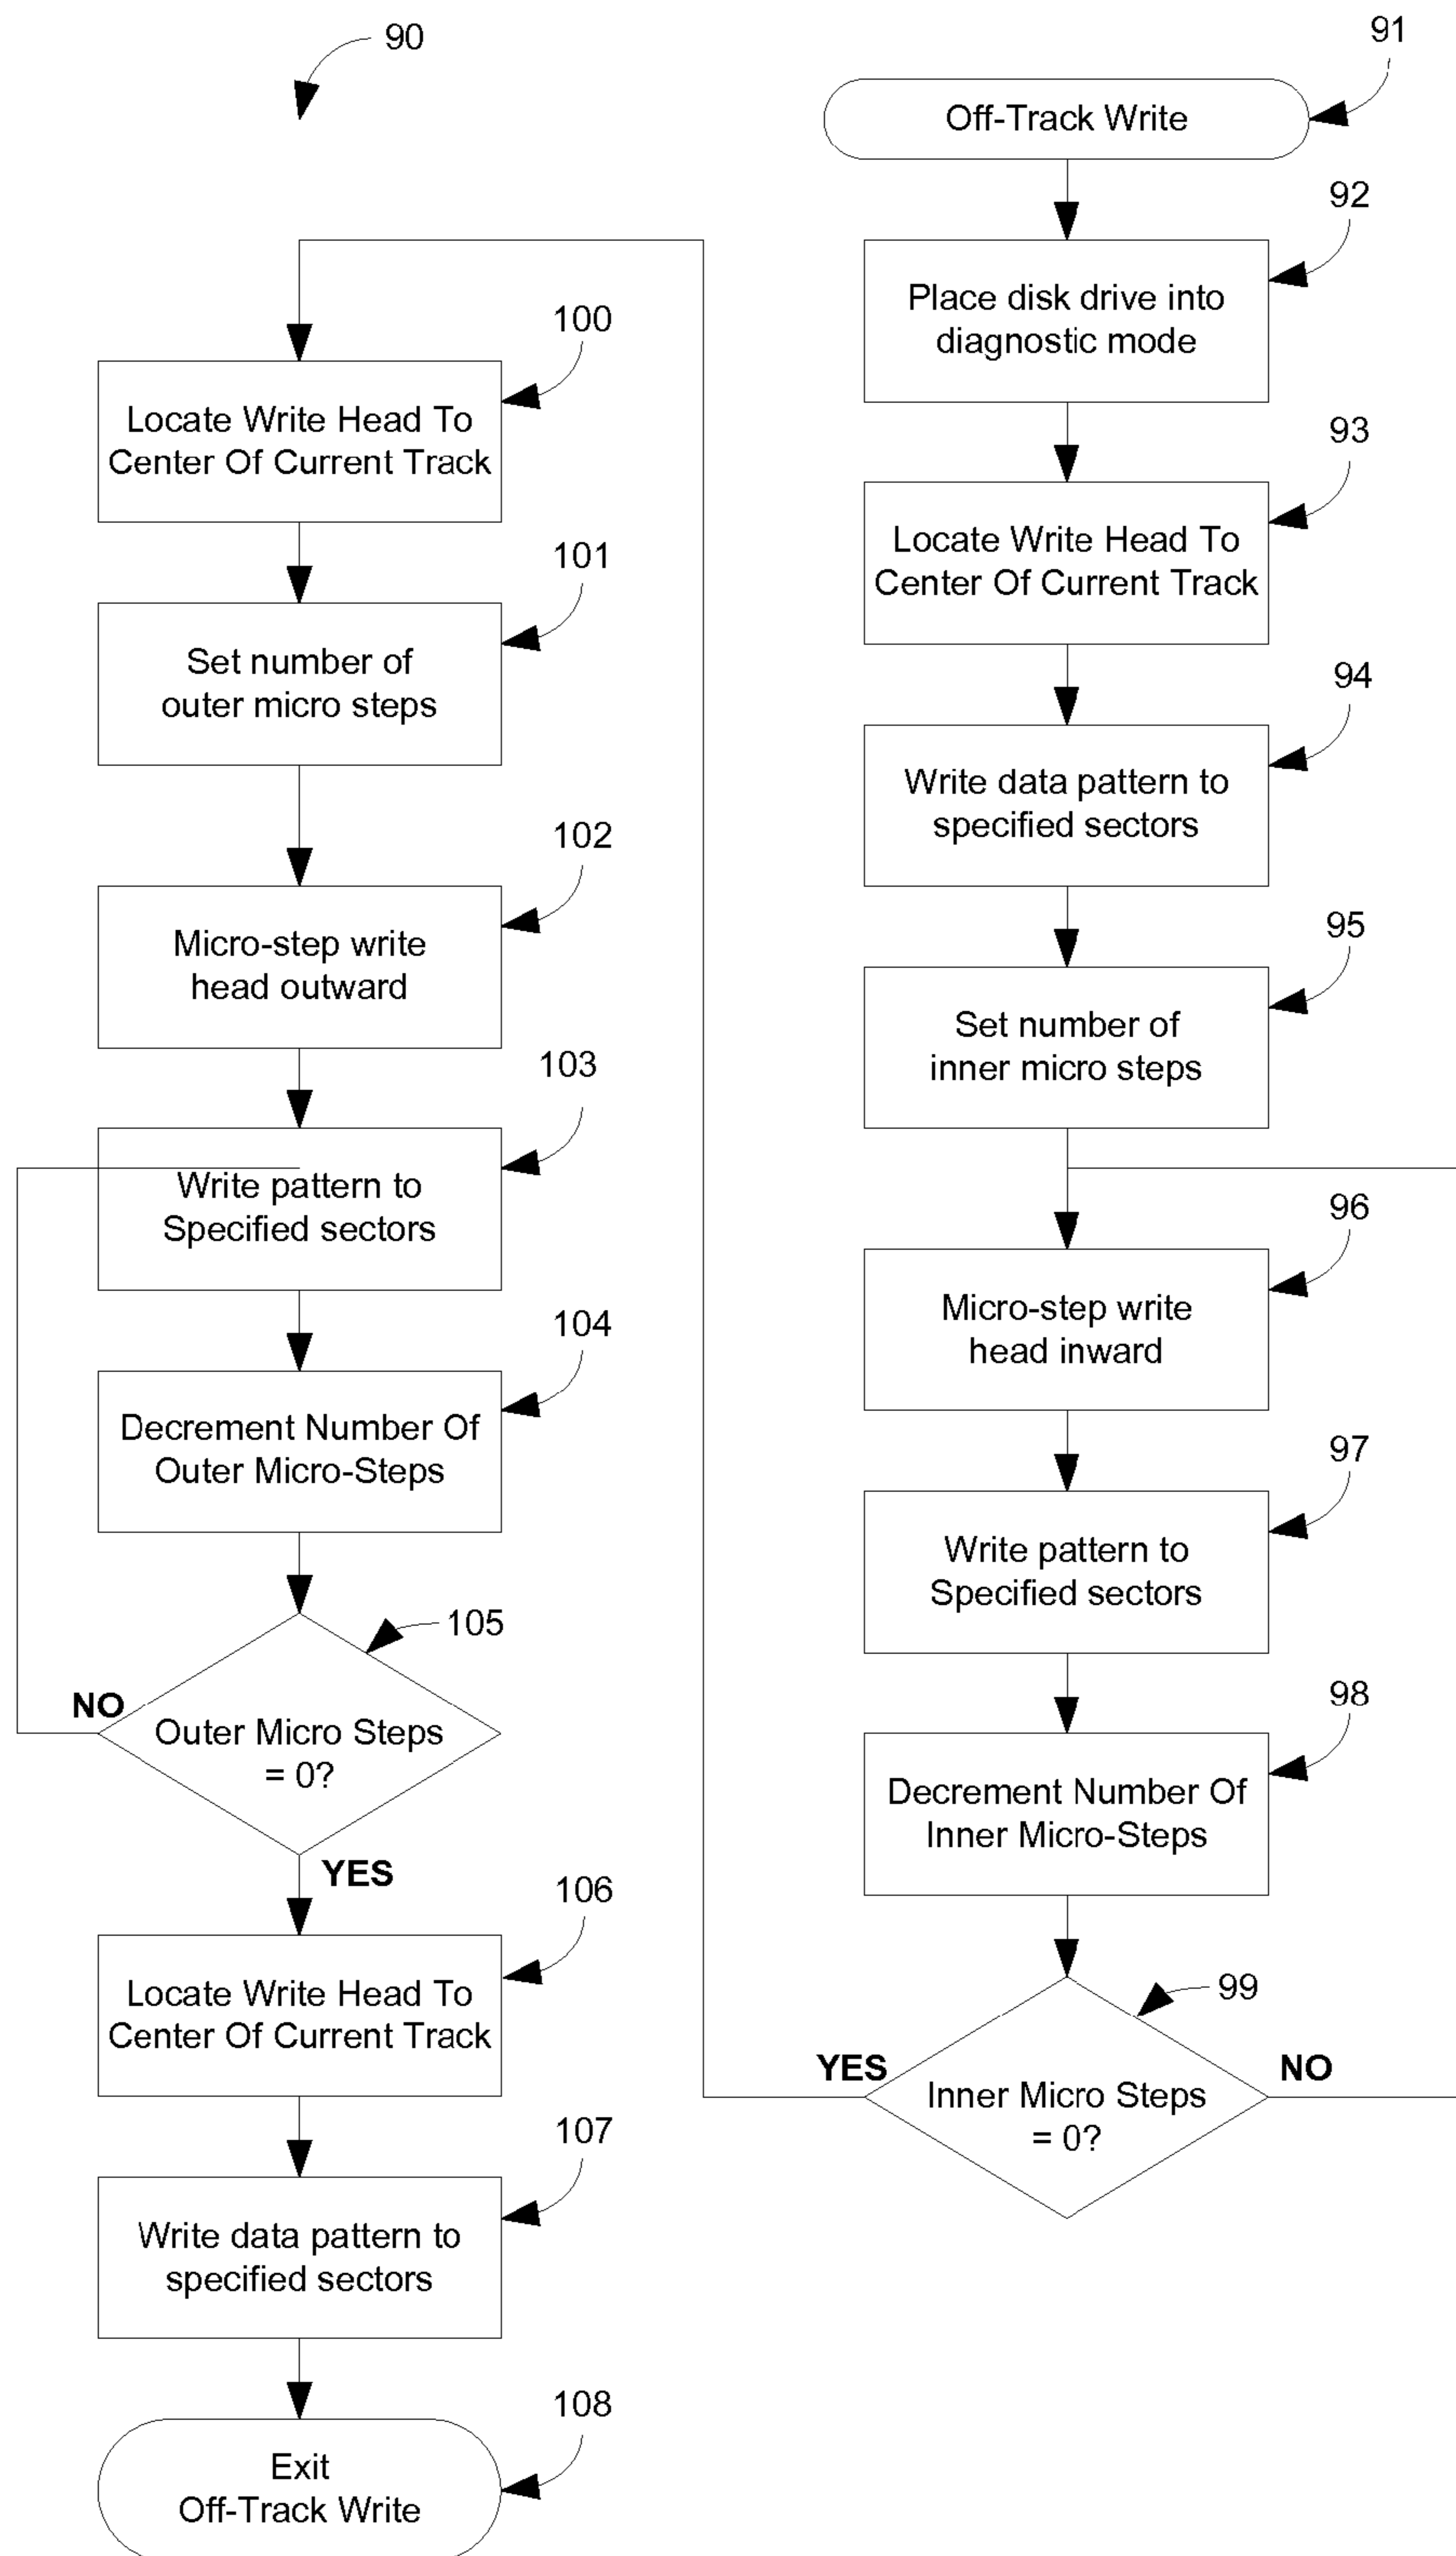 90
91
Off-Track Write
92
Place disk drive into
diagnostic mode
93
Locate Write Head To
Center Of Current Track
94
Write data pattern to
specified sectors
95
Set number of
inner micro steps
96
Micro-step write
head inward
97
Write pattern to
Specified sectors
98
Decrement Number Of
Inner Micro-Steps
99
YES
NO
Inner Micro Steps
= 0?
100
Locate Write Head To
Center Of Current Track
101
Set number of
outer micro steps
102
Micro-step write
head outward
103
Write pattern to
Specified sectors
104
Decrement Number Of
Outer Micro-Steps
105
NO
Outer Micro Steps
= 0?
YES
106
Locate Write Head To
Center Of Current Track
107
Write data pattern to
specified sectors
108
Exit
Off-Track Write